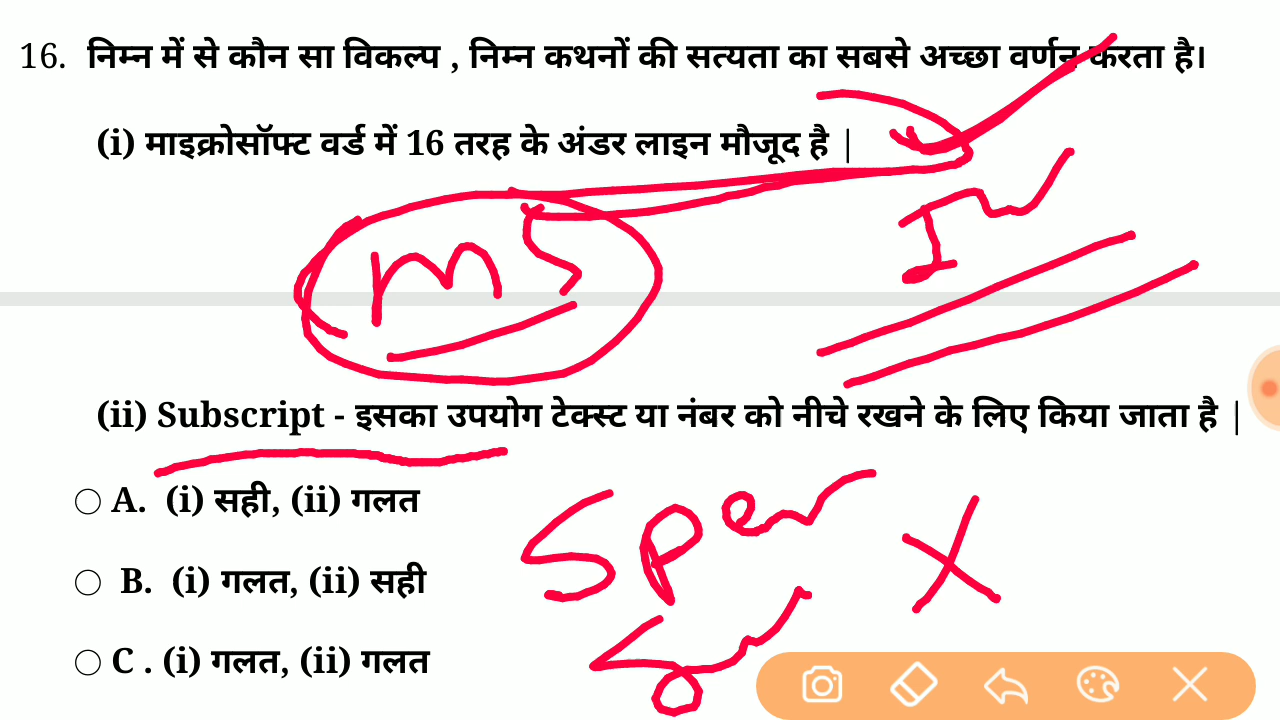 16. निम्न में से कौन सा विकल्प , निम्न कथनों की सत्यता का सबसे अच्छा वर्णन करता है।
(i) माइक्रोसॉफ्ट वर्ड में 16 तरह के अंडर लाइन मौजूद है |
MS
(ii) Subscript - इसका उपयोग टेक्स्ट या नंबर को नीचे रखने के लिए किया जाता है |
A. (i) सही, (ii) गलत
B. (i) गलत, (ii) सही
C . (i) गलत, (ii) गलत